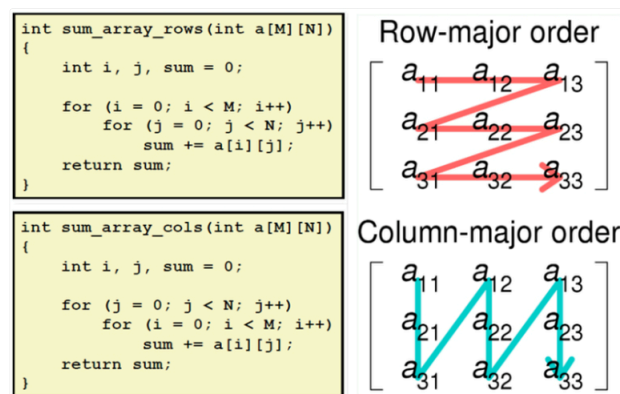 int sum_array_rows(int a[M][N])
{
    int i, j, sum = 0;

    for (i = 0; i < M; i++)
        for (j = 0; j < N; j++)
            sum += a[i][j];
    return sum;
}
Row-major order
a11 a12 a13
a21 a22 a23
a31 a32 a33
int sum_array_cols(int a[M][N])
{
    int i, j, sum = 0;

    for (j = 0; j < N; j++)
        for (i = 0; i < M; i++)
            sum += a[i][j];
    return sum;
}
Column-major order
a11 a12 a13
a21 a22 a23
a31 a32 a33